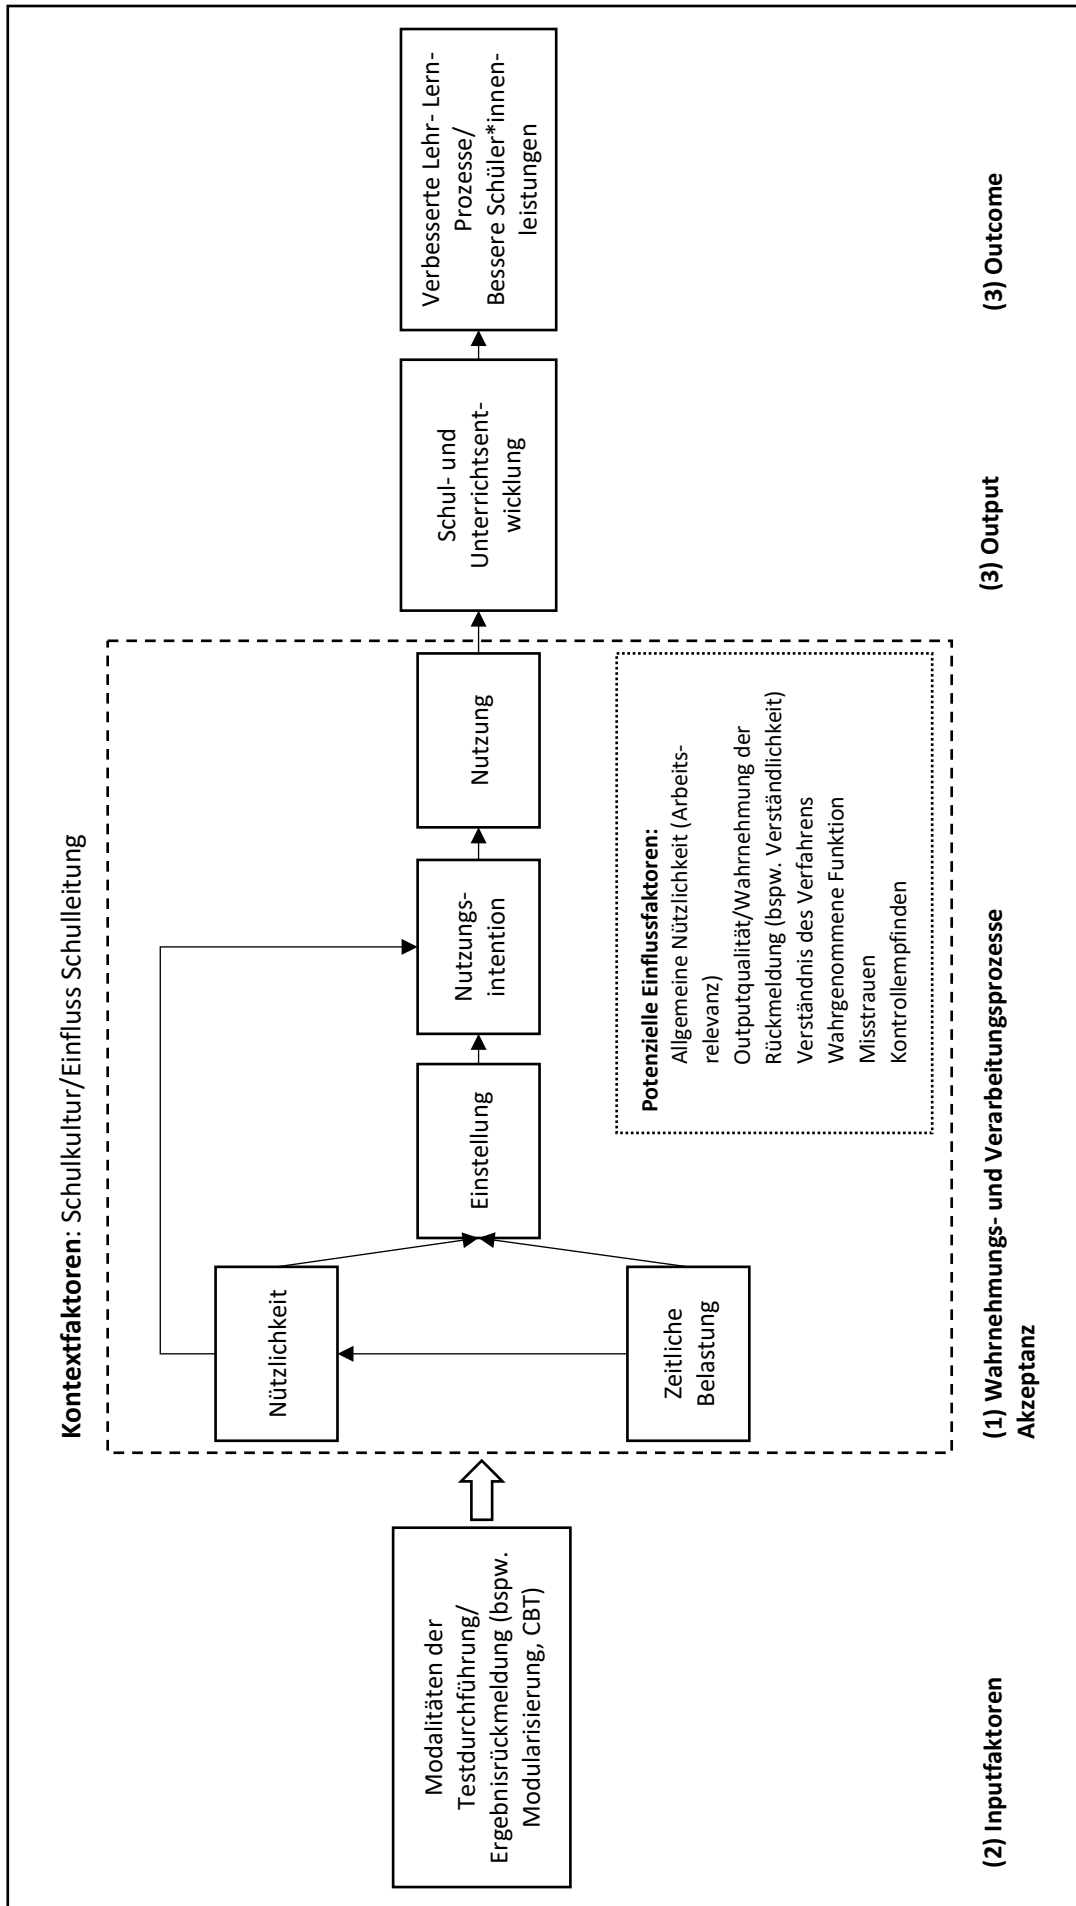 Kontextfaktoren: Schulkultur/Einfluss Schulleitung
Modalitäten der
Testdurchführung/
Ergebnisrückmeldung (bspw.
Modularisierung, CBT)
Nützlichkeit
Zeitliche
Belastung
Einstellung
Nutzungs-
intention
Nutzung
Potenzielle Einflussfaktoren:
Allgemeine Nützlichkeit (Arbeits-
relevanz)
Outputqualität/Wahrnehmung der
Rückmeldung (bspw. Verständlichkeit)
Verständnis des Verfahrens
Wahrgenommene Funktion
Misstrauen
Kontrollempfinden
Schul- und
Unterrichtsent-
wicklung
Verbesserte Lehr- Lern-
Prozesse/
Bessere Schüler*innen-
leistungen
(2) Inputfaktoren
(1) Wahrnehmungs- und Verarbeitungsprozesse
Akzeptanz
(3) Output
(3) Outcome